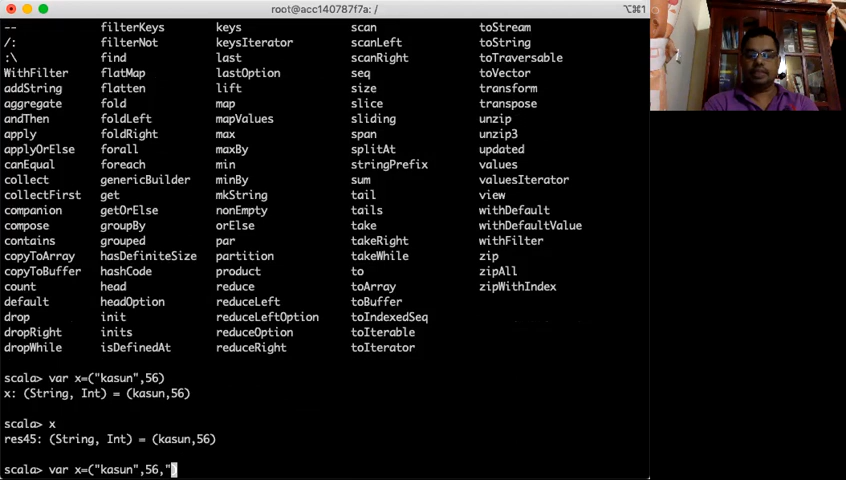 root@acc140787f7a: /
⌥⌘1
-- filterKeys keys scan toStream
/: filterNot keysIterator scanLeft toString
:\ find last scanRight toTraversable
WithFilter flatMap lastOption seq toVector
addString flatten lift size transform
aggregate fold map slice transpose
andThen foldLeft mapValues sliding unzip
apply foldRight max span unzip3
applyOrElse forall maxBy splitAt updated
canEqual foreach min stringPrefix values
collect genericBuilder minBy sum valuesIterator
collectFirst get mkString tail view
companion getOrElse nonEmpty tails withDefault
compose groupBy orElse take withDefaultValue
contains grouped par takeRight withFilter
copyToArray hasDefiniteSize partition takeWhile zip
copyToBuffer hashCode product to zipAll
count head reduce toArray zipWithIndex
default headOption reduceLeft toBuffer
drop init reduceLeftOption toIndexedSeq
dropRight inits reduceOption toIterable
dropWhile isDefinedAt reduceRight toIterator
scala> var x=("kasun",56)
x: (String, Int) = (kasun,56)
scala> x
res45: (String, Int) = (kasun,56)
scala> var x=("kasun",56,")